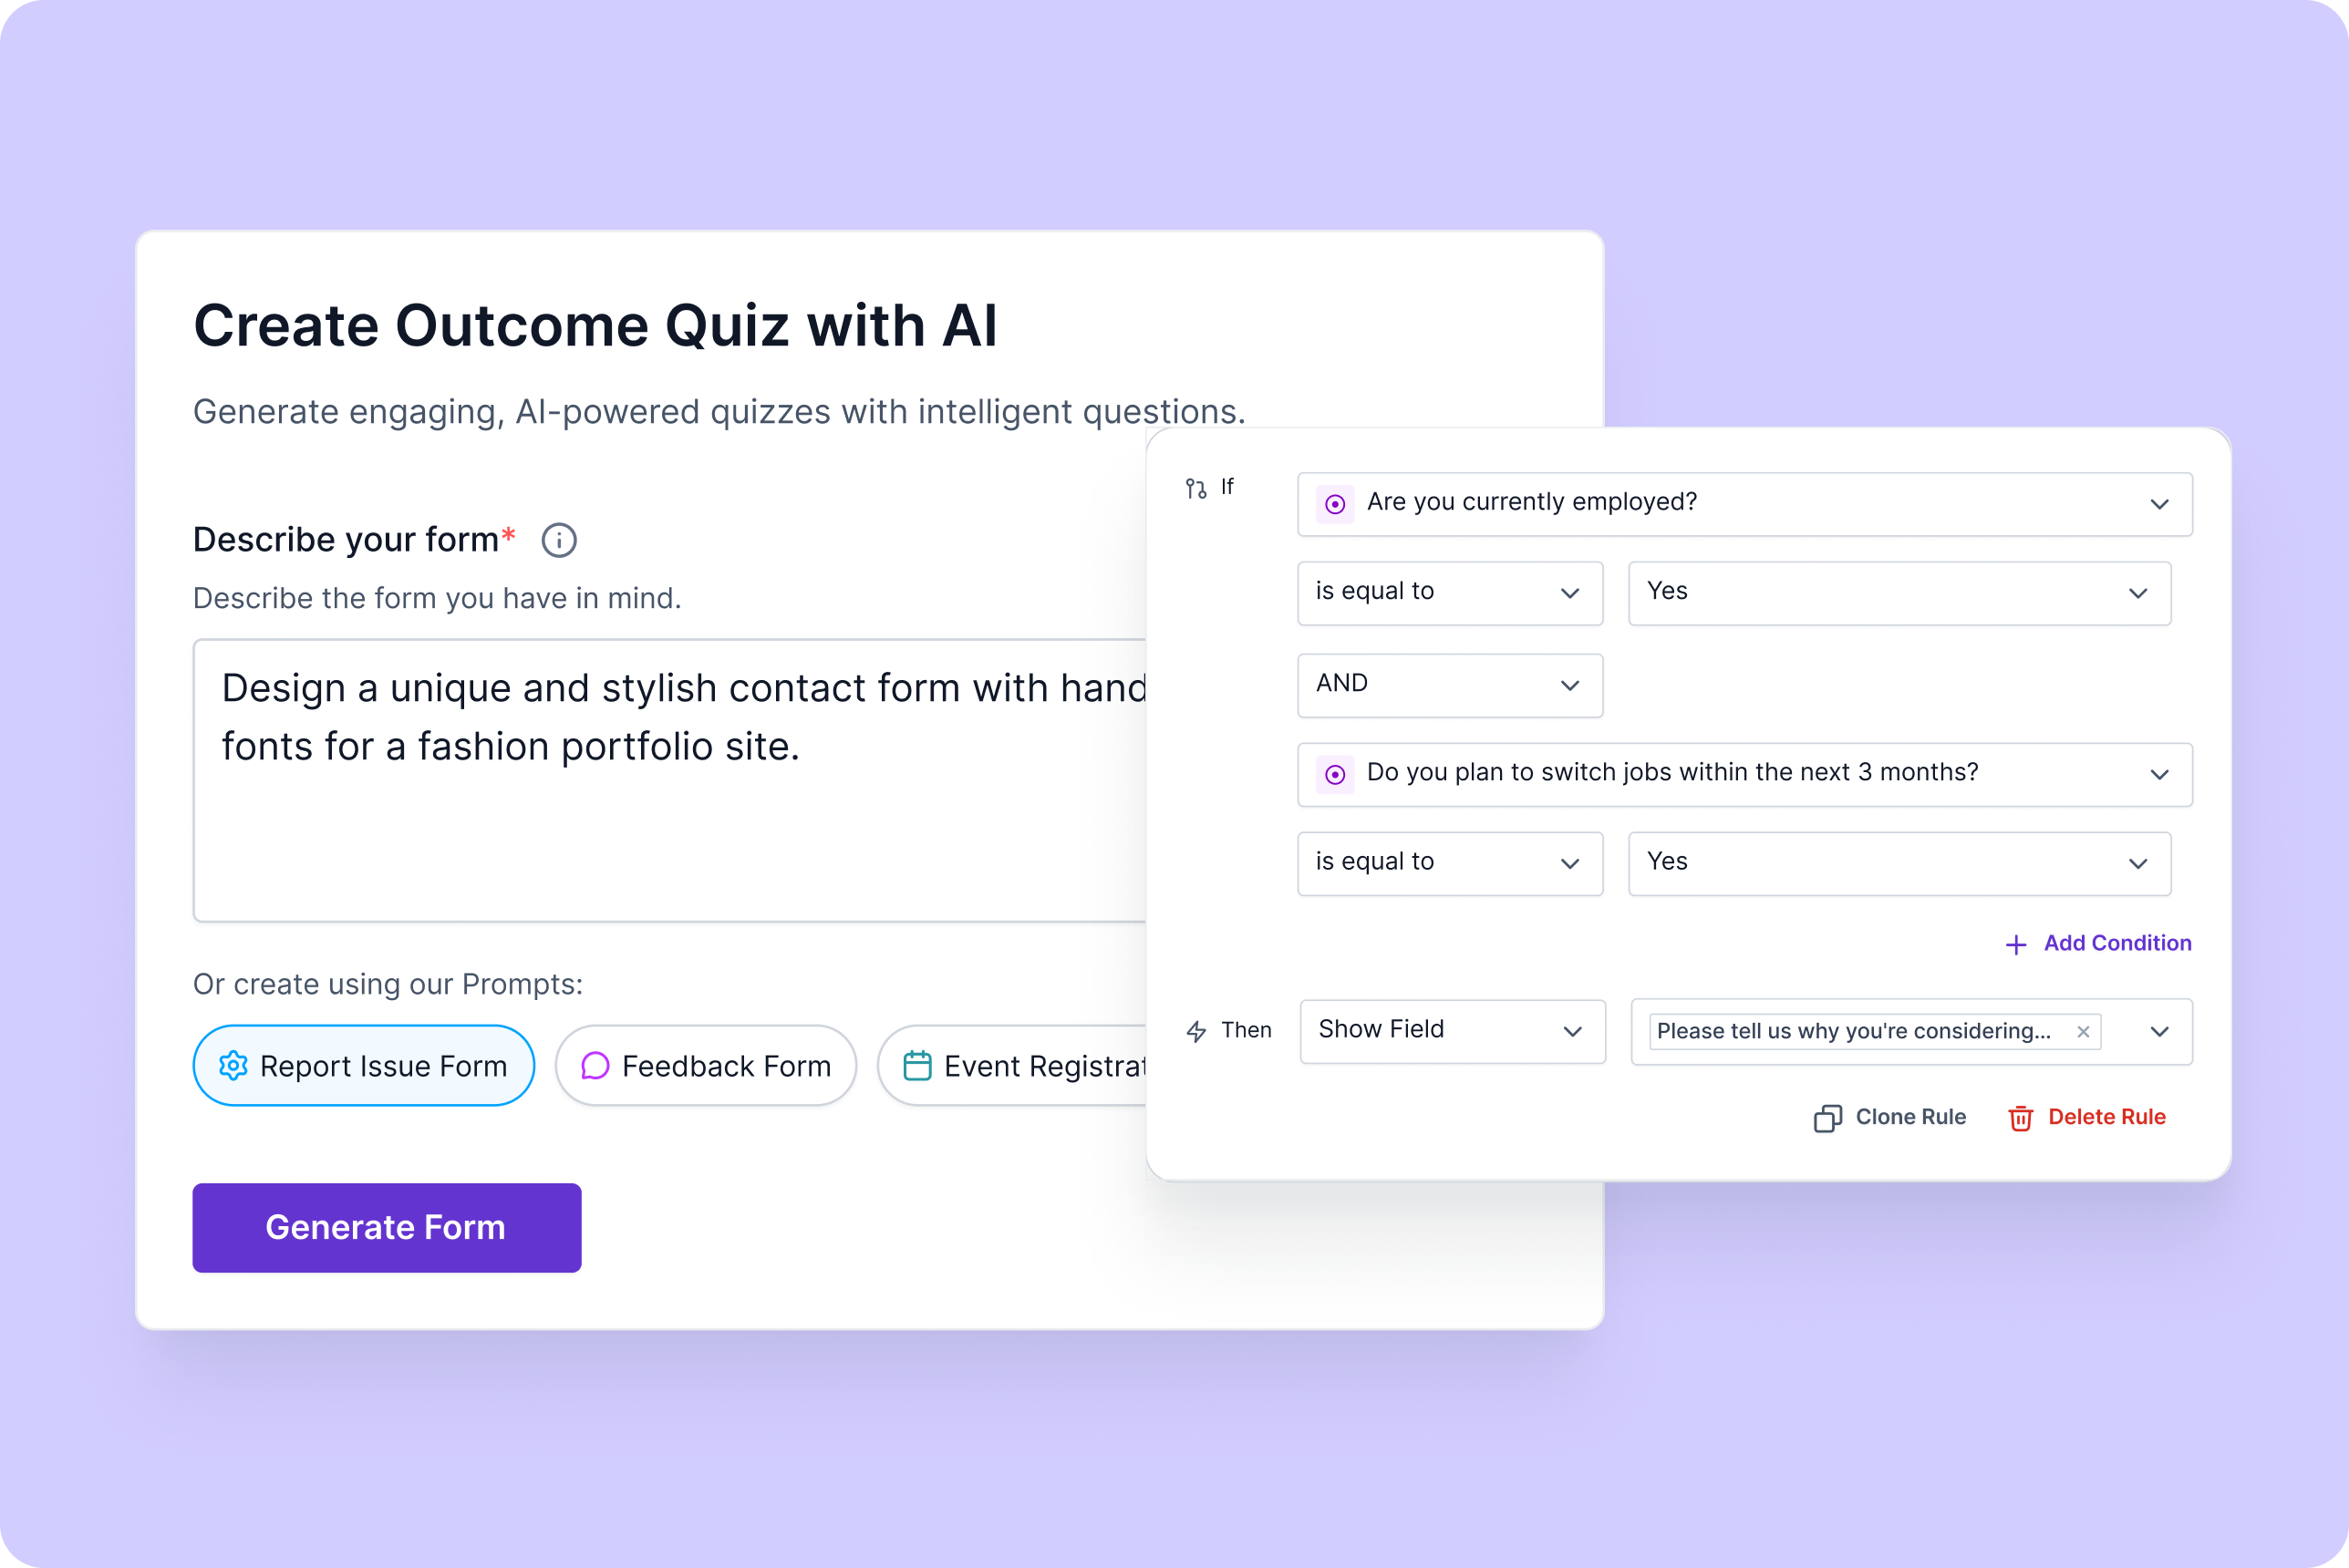 Create Outcome Quiz with AI
Generate engaging, AI-powered quizzes with intelligent questions.
Describe your form*
Describe the form you have in mind.
Design a unique and stylish contact form with hand
fonts for a fashion portfolio site.
Or create using our Prompts:
Report Issue Form
Feedback Form
Event Registrat
Generate Form
If
Are you currently employed?
is equal to
Yes
AND
Do you plan to switch jobs within the next 3 months?
is equal to
Yes
Add Condition
Then
Show Field
Please tell us why you're considering...
Clone Rule
Delete Rule